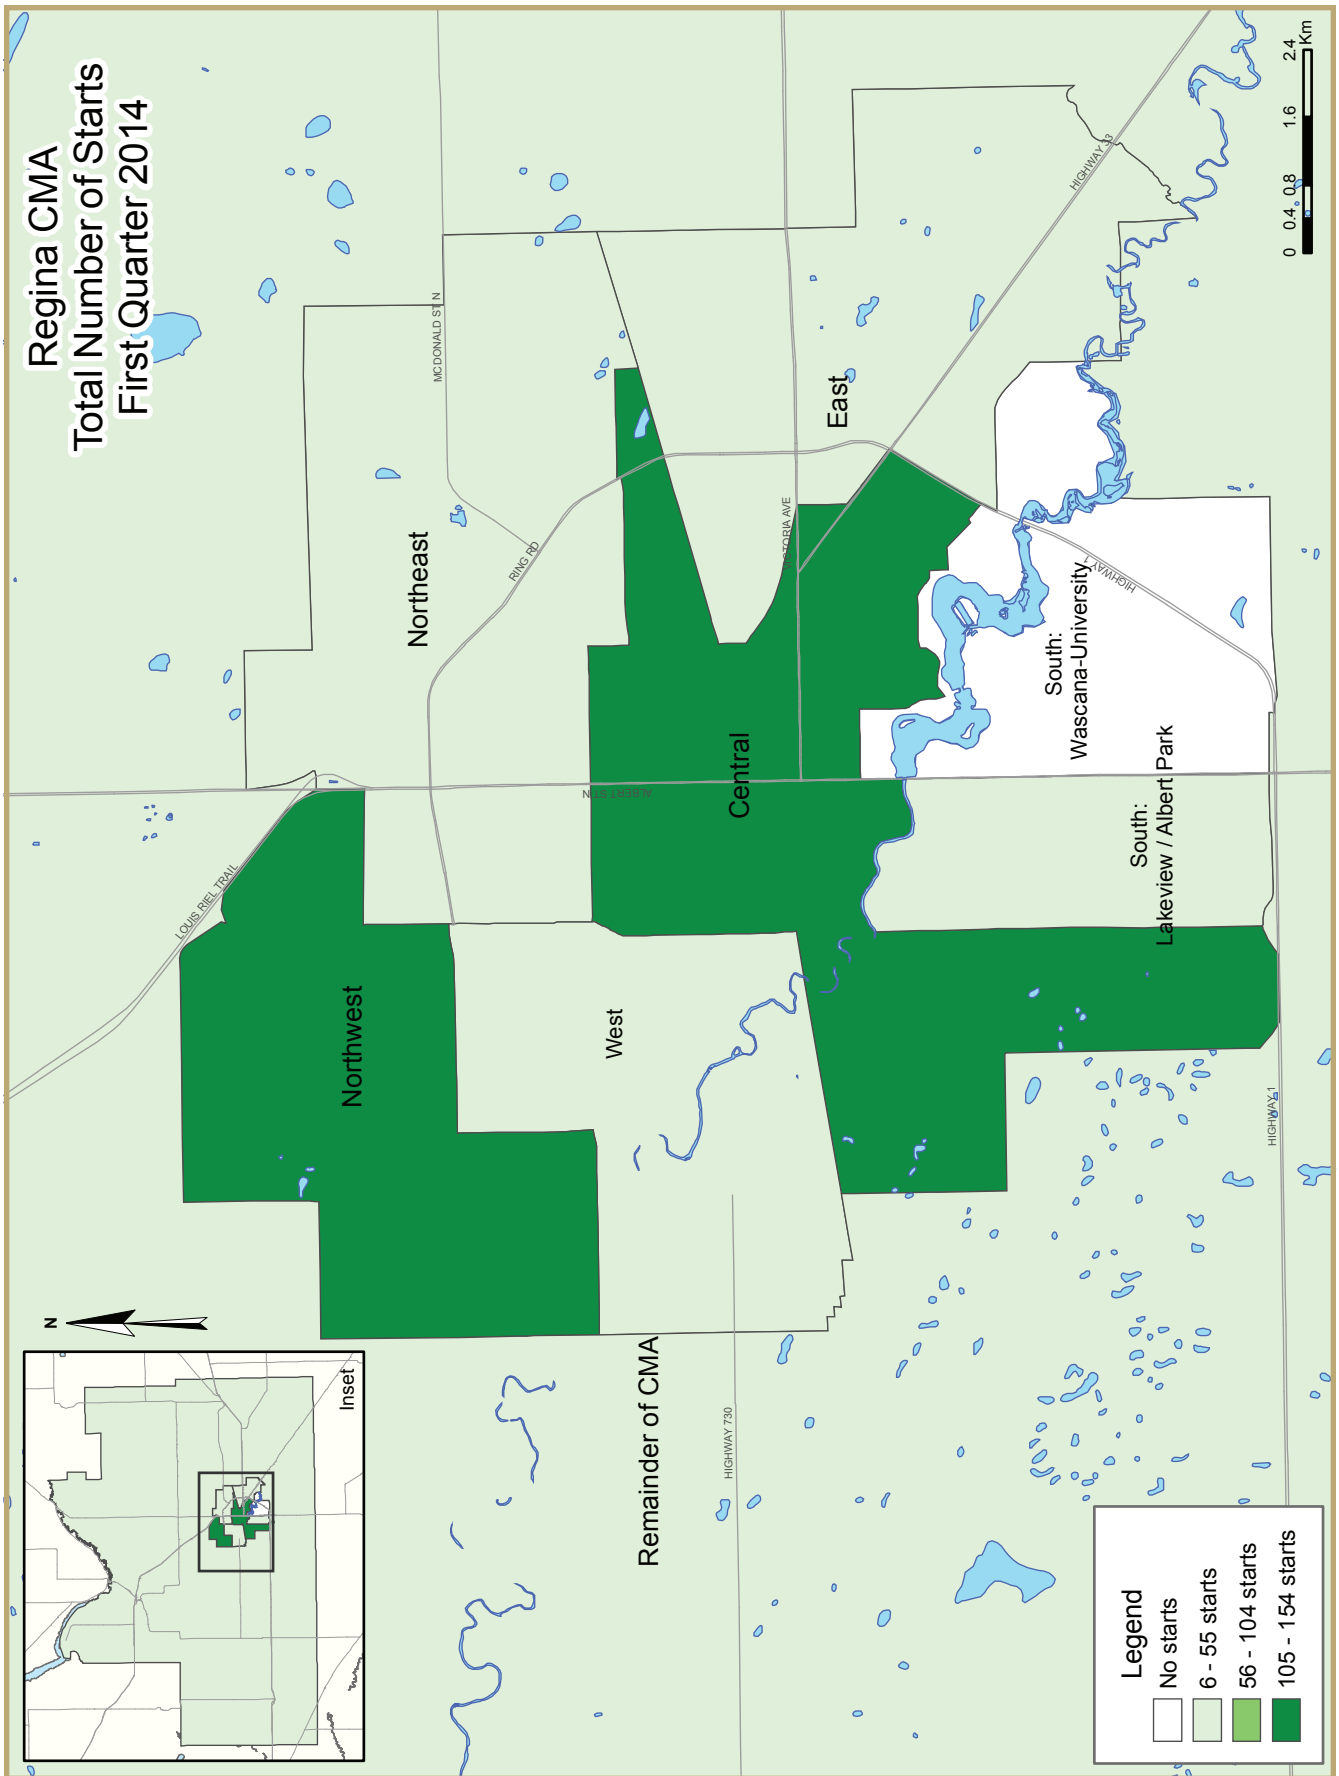 Regina CMA
Total Number of Starts
First Quarter 2014
N
Inset
LOUIS RIEL TRAIL
MCDONALD ST N
RING RD
ALBERT ST N
VICTORIA AVE
HIGHWAY 33
HIGHWAY 1
HIGHWAY 1
HIGHWAY 730
Northwest
Northeast
West
Central
East
South:
Wascana-University
South:
Lakeview / Albert Park
Remainder of CMA
Legend
No starts
6 - 55 starts
56 - 104 starts
105 - 154 starts
0 0.4 0.8 1.6 2.4
Km